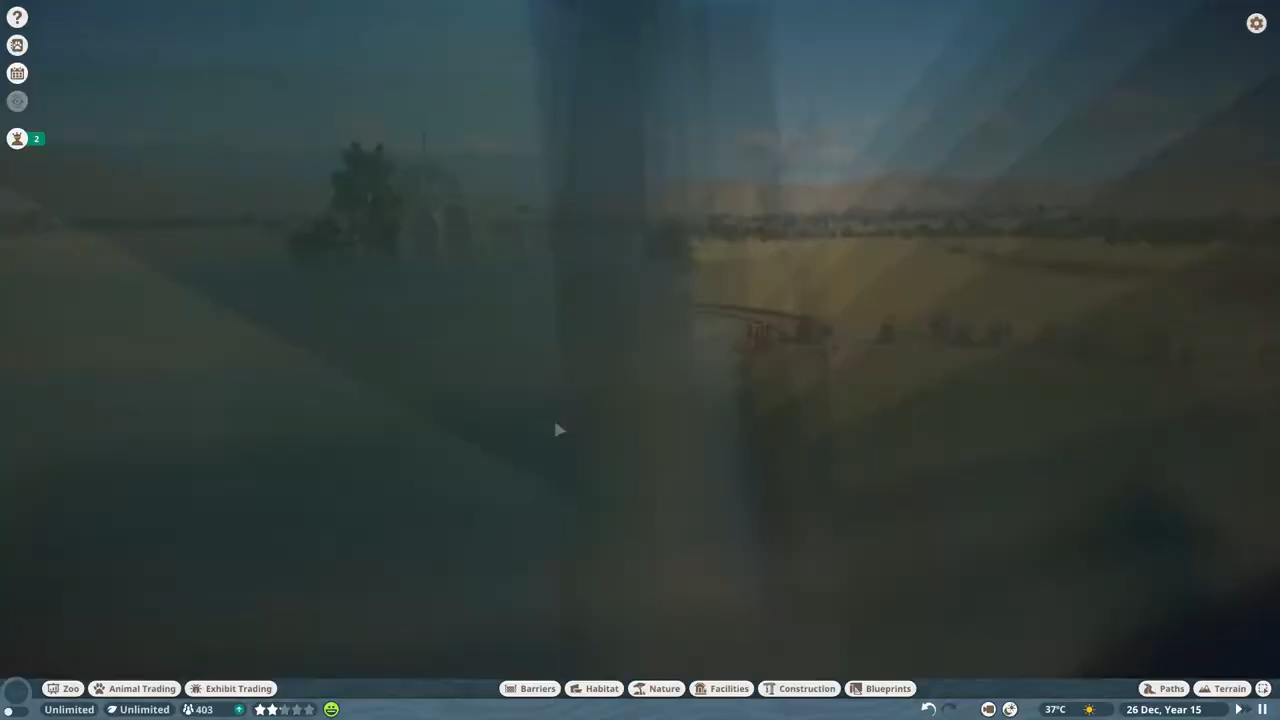 ?
2
Zoo
Animal Trading
Exhibit Trading
Barriers
Habitat
Nature
Facilities
Construction
Blueprints
Paths
Terrain
Unlimited
Unlimited
403
37°C
26 Dec, Year 15